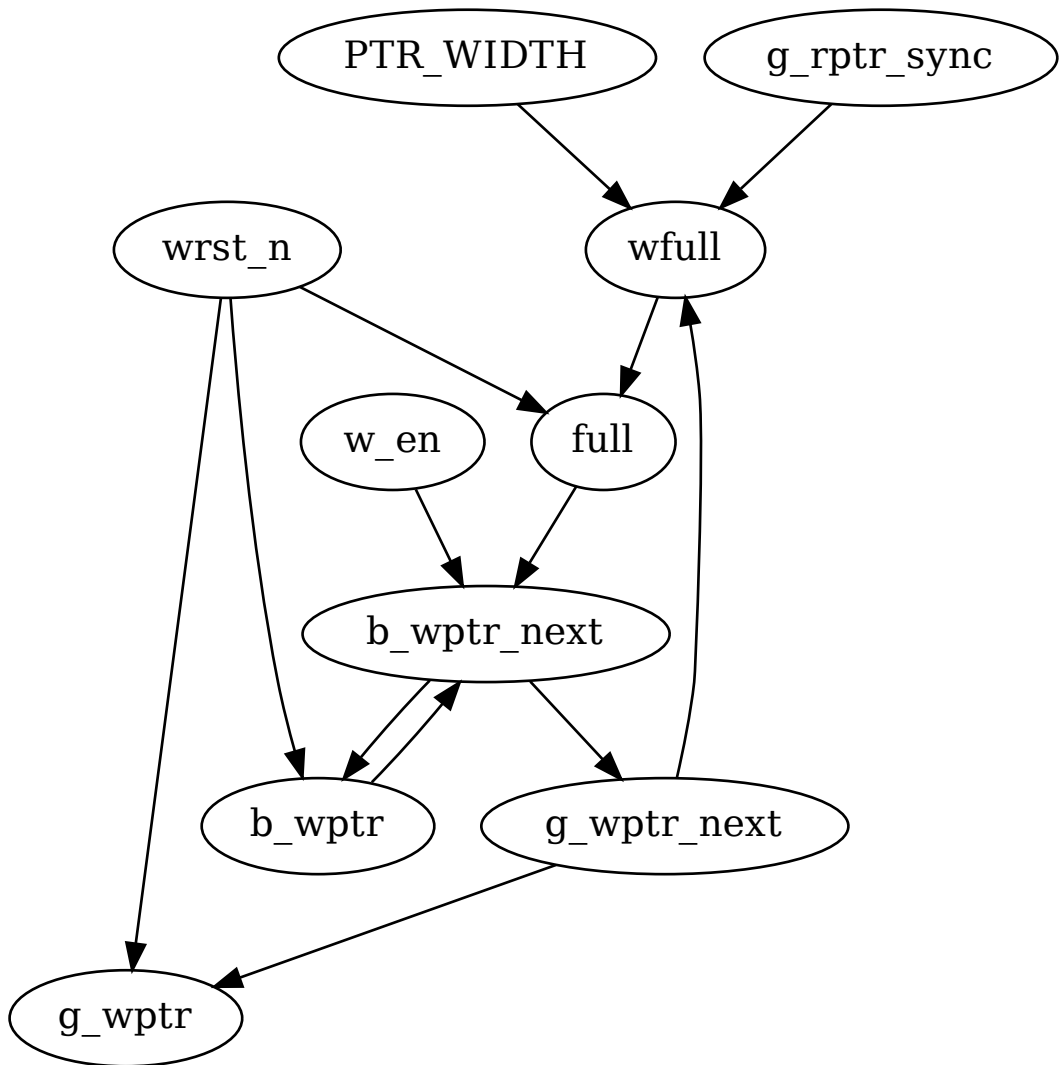 PTR_WIDTH
g_rptr_sync
wrst_n
wfull
w_en
full
b_wptr_next
b_wptr
g_wptr_next
g_wptr